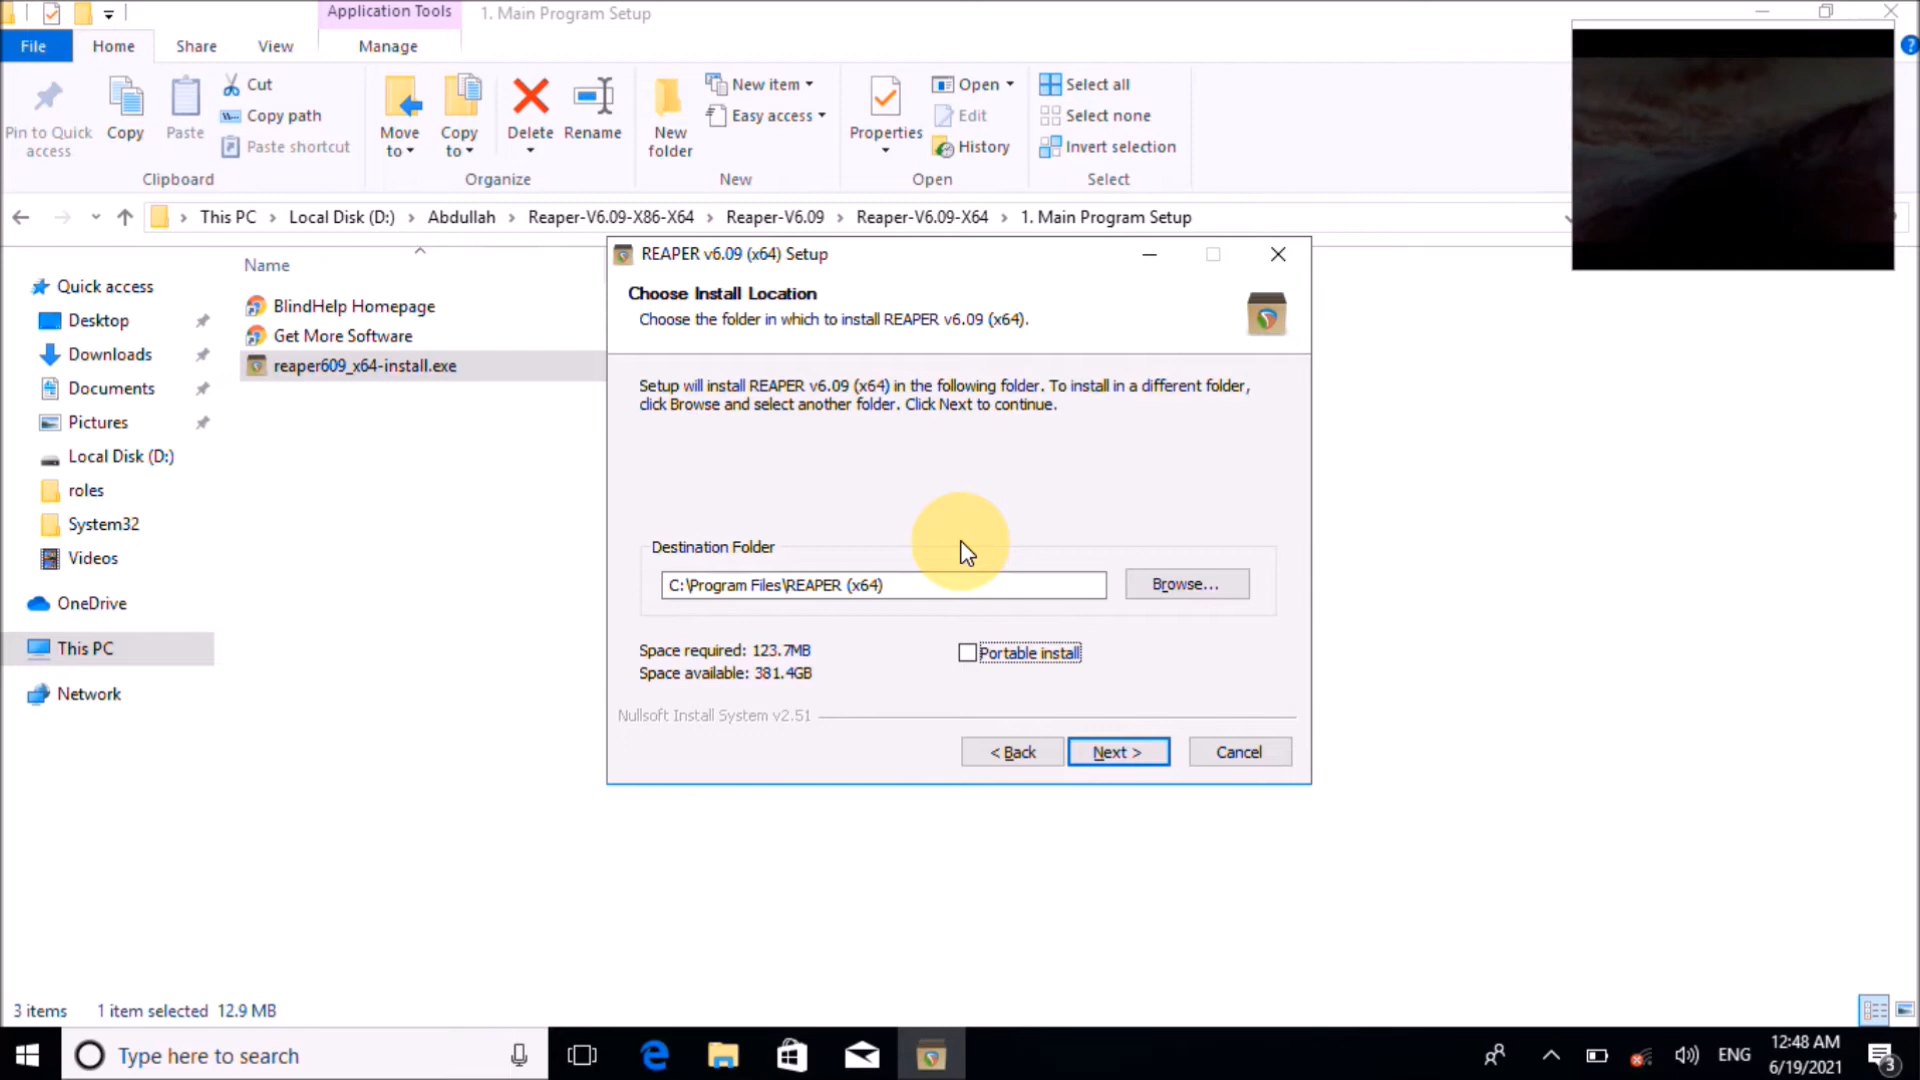 Application Tools
1. Main Program Setup
File
Home
Share
View
Manage
Pin to Quick access
Copy
Paste
Cut
Copy path
Paste shortcut
Clipboard
Move to
Copy to
Delete
Rename
Organize
New folder
New item
Easy access
New
Properties
Open
Edit
History
Open
Select all
Select none
Invert selection
Select
This PC > Local Disk (D:) > Abdullah > Reaper-V6.09-X86-X64 > Reaper-V6.09 > Reaper-V6.09-X64 > 1. Main Program Setup
Quick access
Desktop
Downloads
Documents
Pictures
Local Disk (D:)
roles
System32
Videos
OneDrive
This PC
Network
Name
BlindHelp Homepage
Get More Software
reaper609_x64-install.exe
REAPER v6.09 (x64) Setup
Choose Install Location
Choose the folder in which to install REAPER v6.09 (x64).
Setup will install REAPER v6.09 (x64) in the following folder. To install in a different folder,
click Browse and select another folder. Click Next to continue.
Destination Folder
C:\Program Files\REAPER (x64)
Browse...
Space required: 123.7MB
Space available: 381.4GB
Portable install
Nullsoft Install System v2.51
< Back
Next >
Cancel
3 items
1 item selected 12.9 MB
Type here to search
ENG
12:48 AM
6/19/2021
3